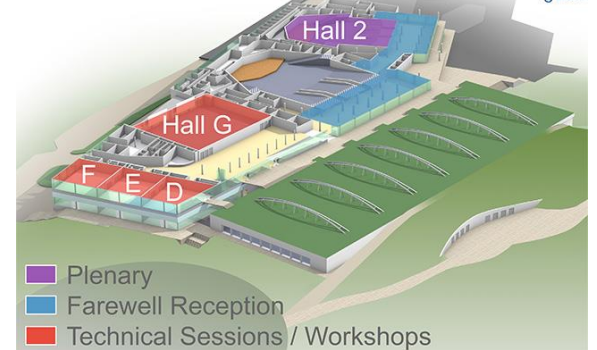 Hall 2
Hall G
F E D
Plenary
Farewell Reception
Technical Sessions / Workshops